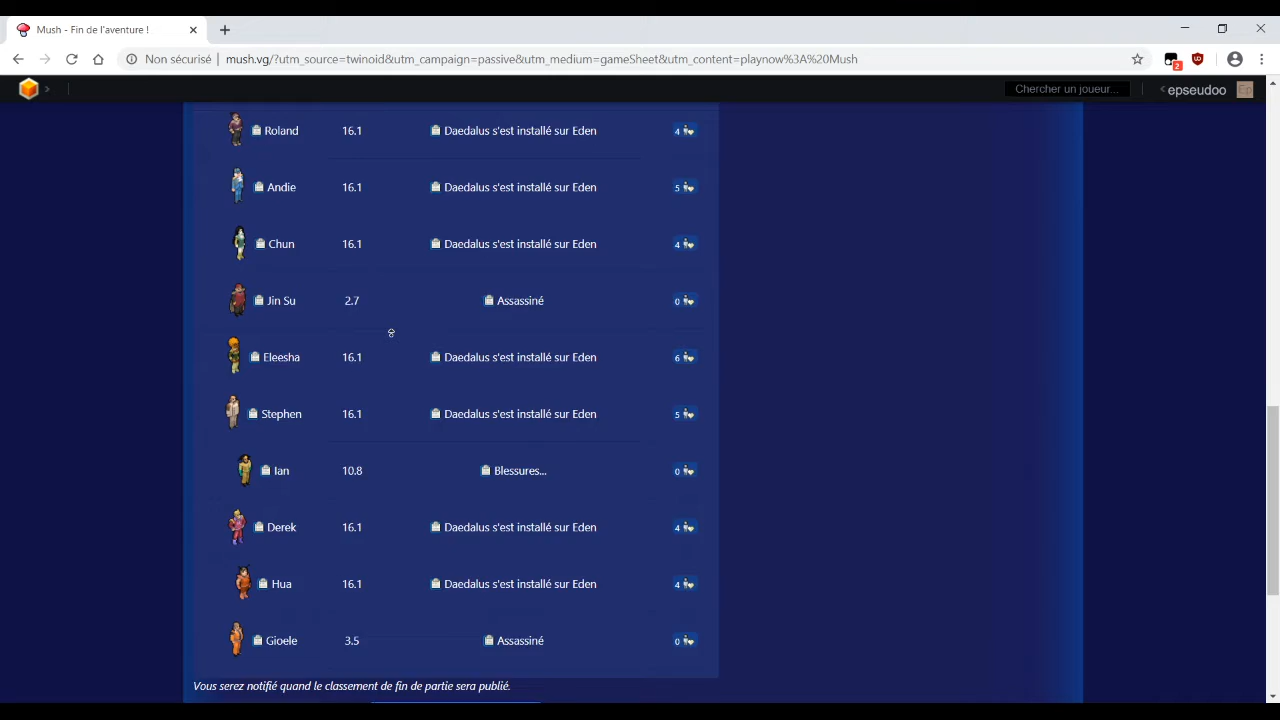 Mush - Fin de l'aventure !
Non sécurisé mush.vg/?utm_source=twinoid&utm_campaign=pastive&utm_medium=gameSheet&utm_content=playnow%3A%20Mush
2
Chercher un joueur... epseudoo Ep
Roland 16.1 Daedalus s'est installé sur Eden 4
Andie 16.1 Daedalus s'est installé sur Eden 5
Chun 16.1 Daedalus s'est installé sur Eden 4
Jin Su 2.7 Assassiné 0
Eleesha 16.1 Daedalus s'est installé sur Eden 6
Stephen 16.1 Daedalus s'est installé sur Eden 5
Ian 10.8 Blessures... 0
Derek 16.1 Daedalus s'est installé sur Eden 4
Hua 16.1 Daedalus s'est installé sur Eden 4
Gioele 3.5 Assassiné 0
Vous serez notifié quand le classement de fin de partie sera publié.